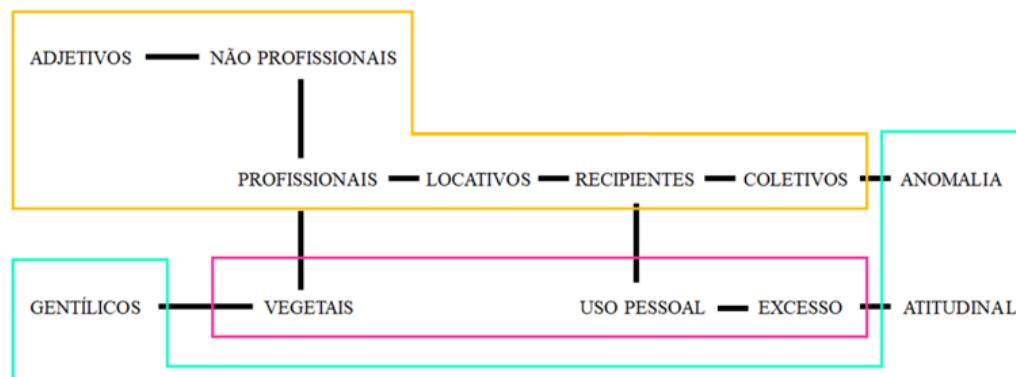 ADJETIVOS NÃO PROFISSIONAIS
PROFISSIONAIS LOCATIVOS RECIPIENTES COLETIVOS ANOMALIA
GENTÍLICOS VEGETAIS USO PESSOAL EXCESSO ATITUDINAL